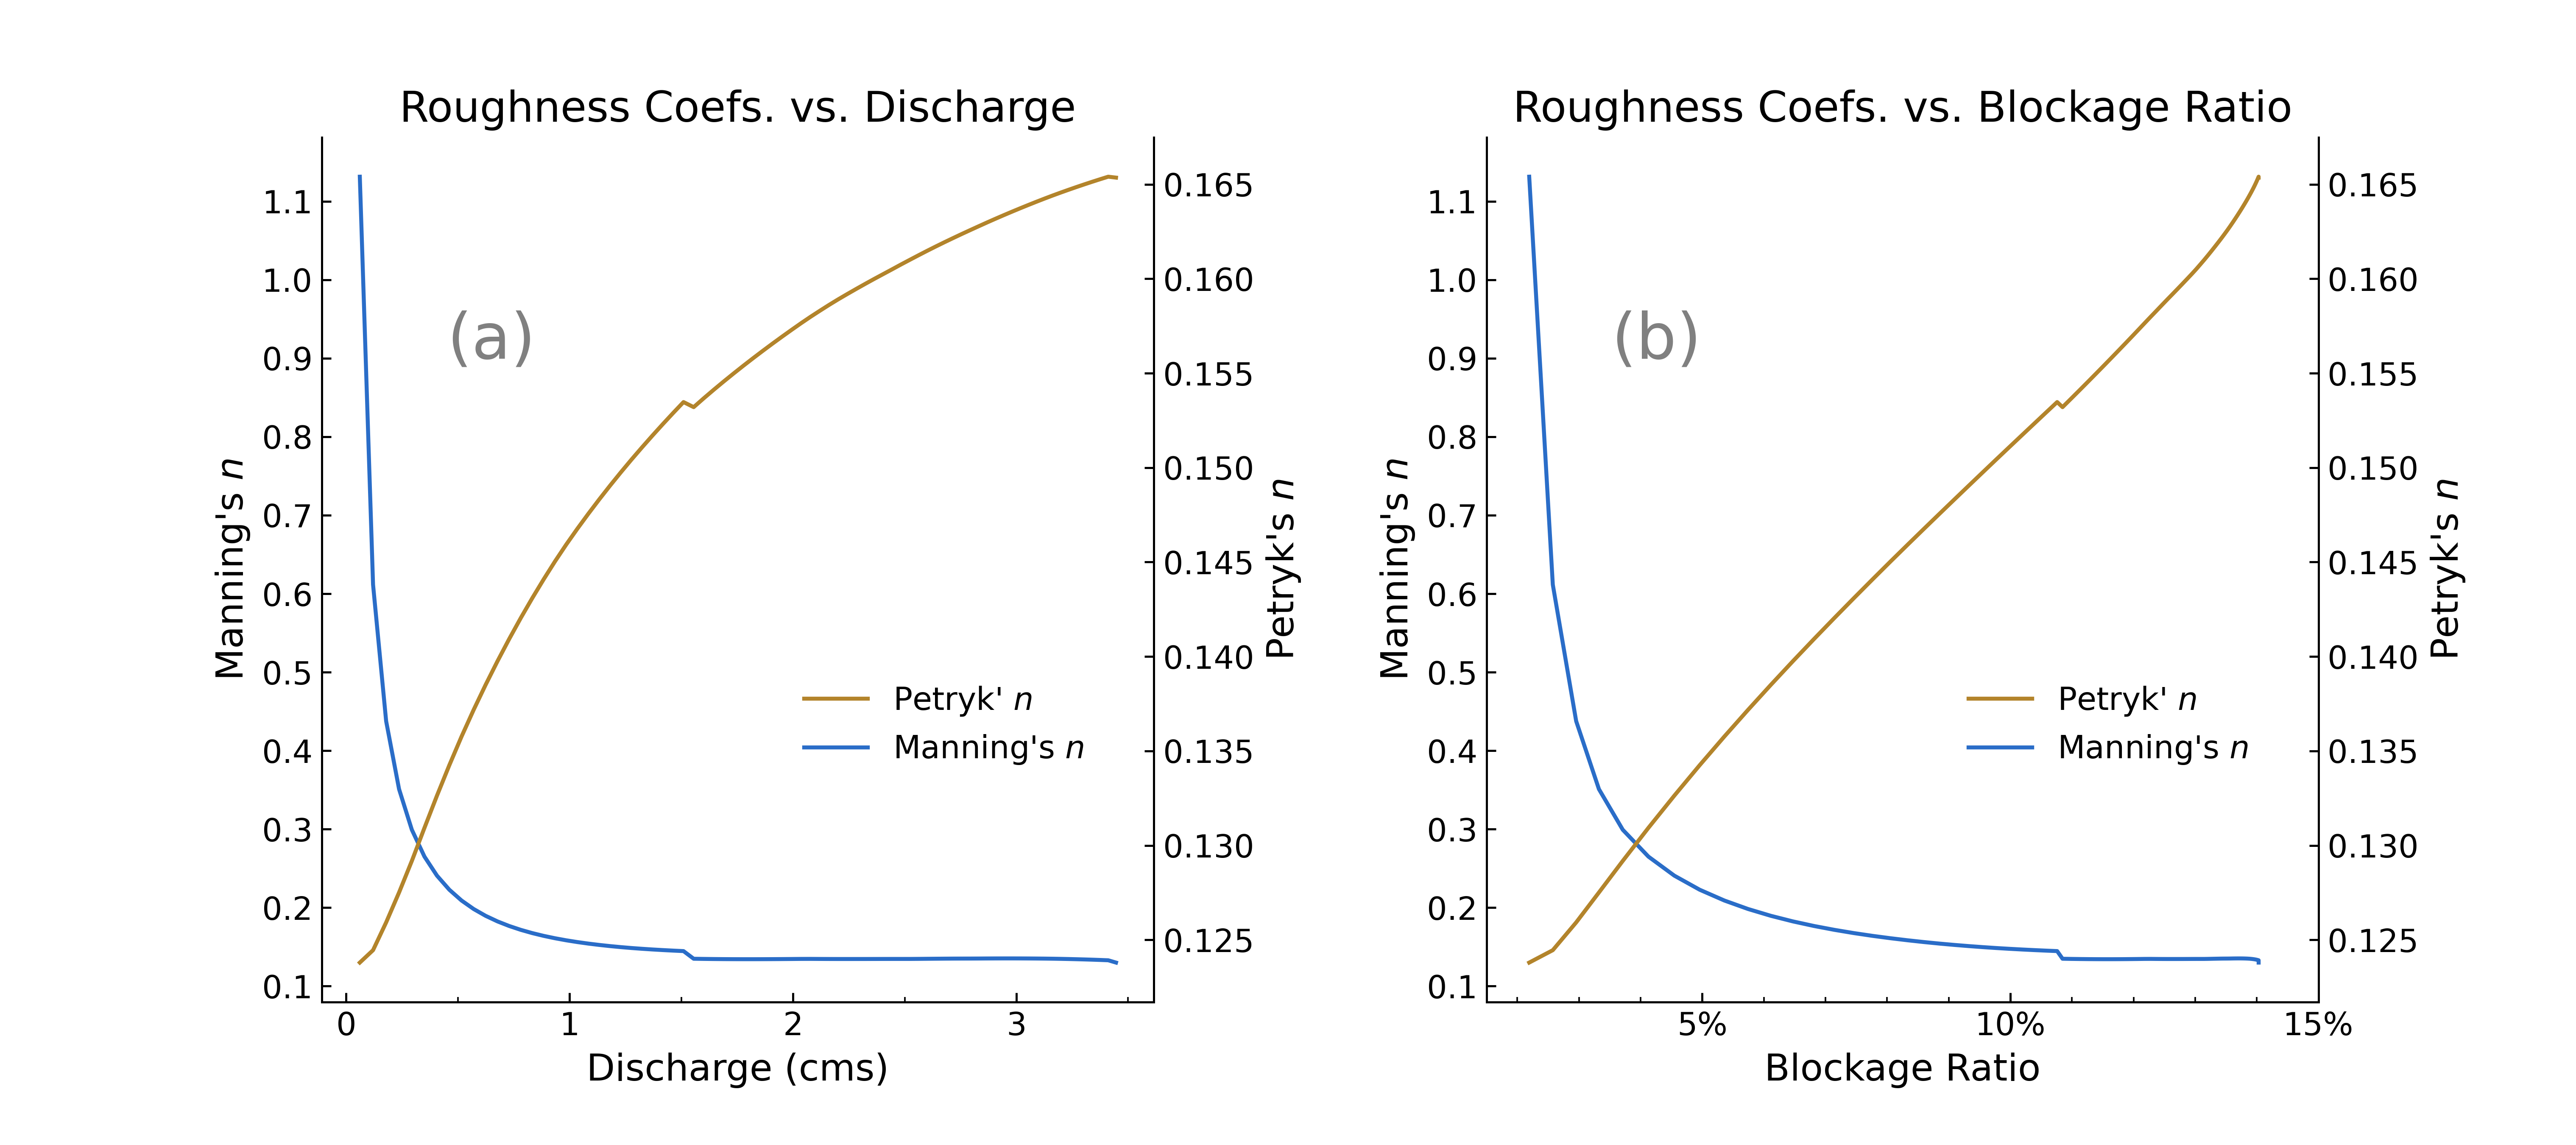 Roughness Coefs. vs. Discharge
1.1
1.0
0.9
0.8
0.7
0.6
0.5
0.4
0.3
0.2
0.1
Manning's n
(a)
0.165
0.160
0.155
0.150
0.145
0.140
0.135
0.130
0.125
Petryk's n
Petryk' n
Manning's n
0 1 2 3
Discharge (cms)
Roughness Coefs. vs. Blockage Ratio
1.1
1.0
0.9
0.8
0.7
0.6
0.5
0.4
0.3
0.2
0.1
Manning's n
(b)
0.165
0.160
0.155
0.150
0.145
0.140
0.135
0.130
0.125
Petryk's n
Petryk' n
Manning's n
5% 10% 15%
Blockage Ratio